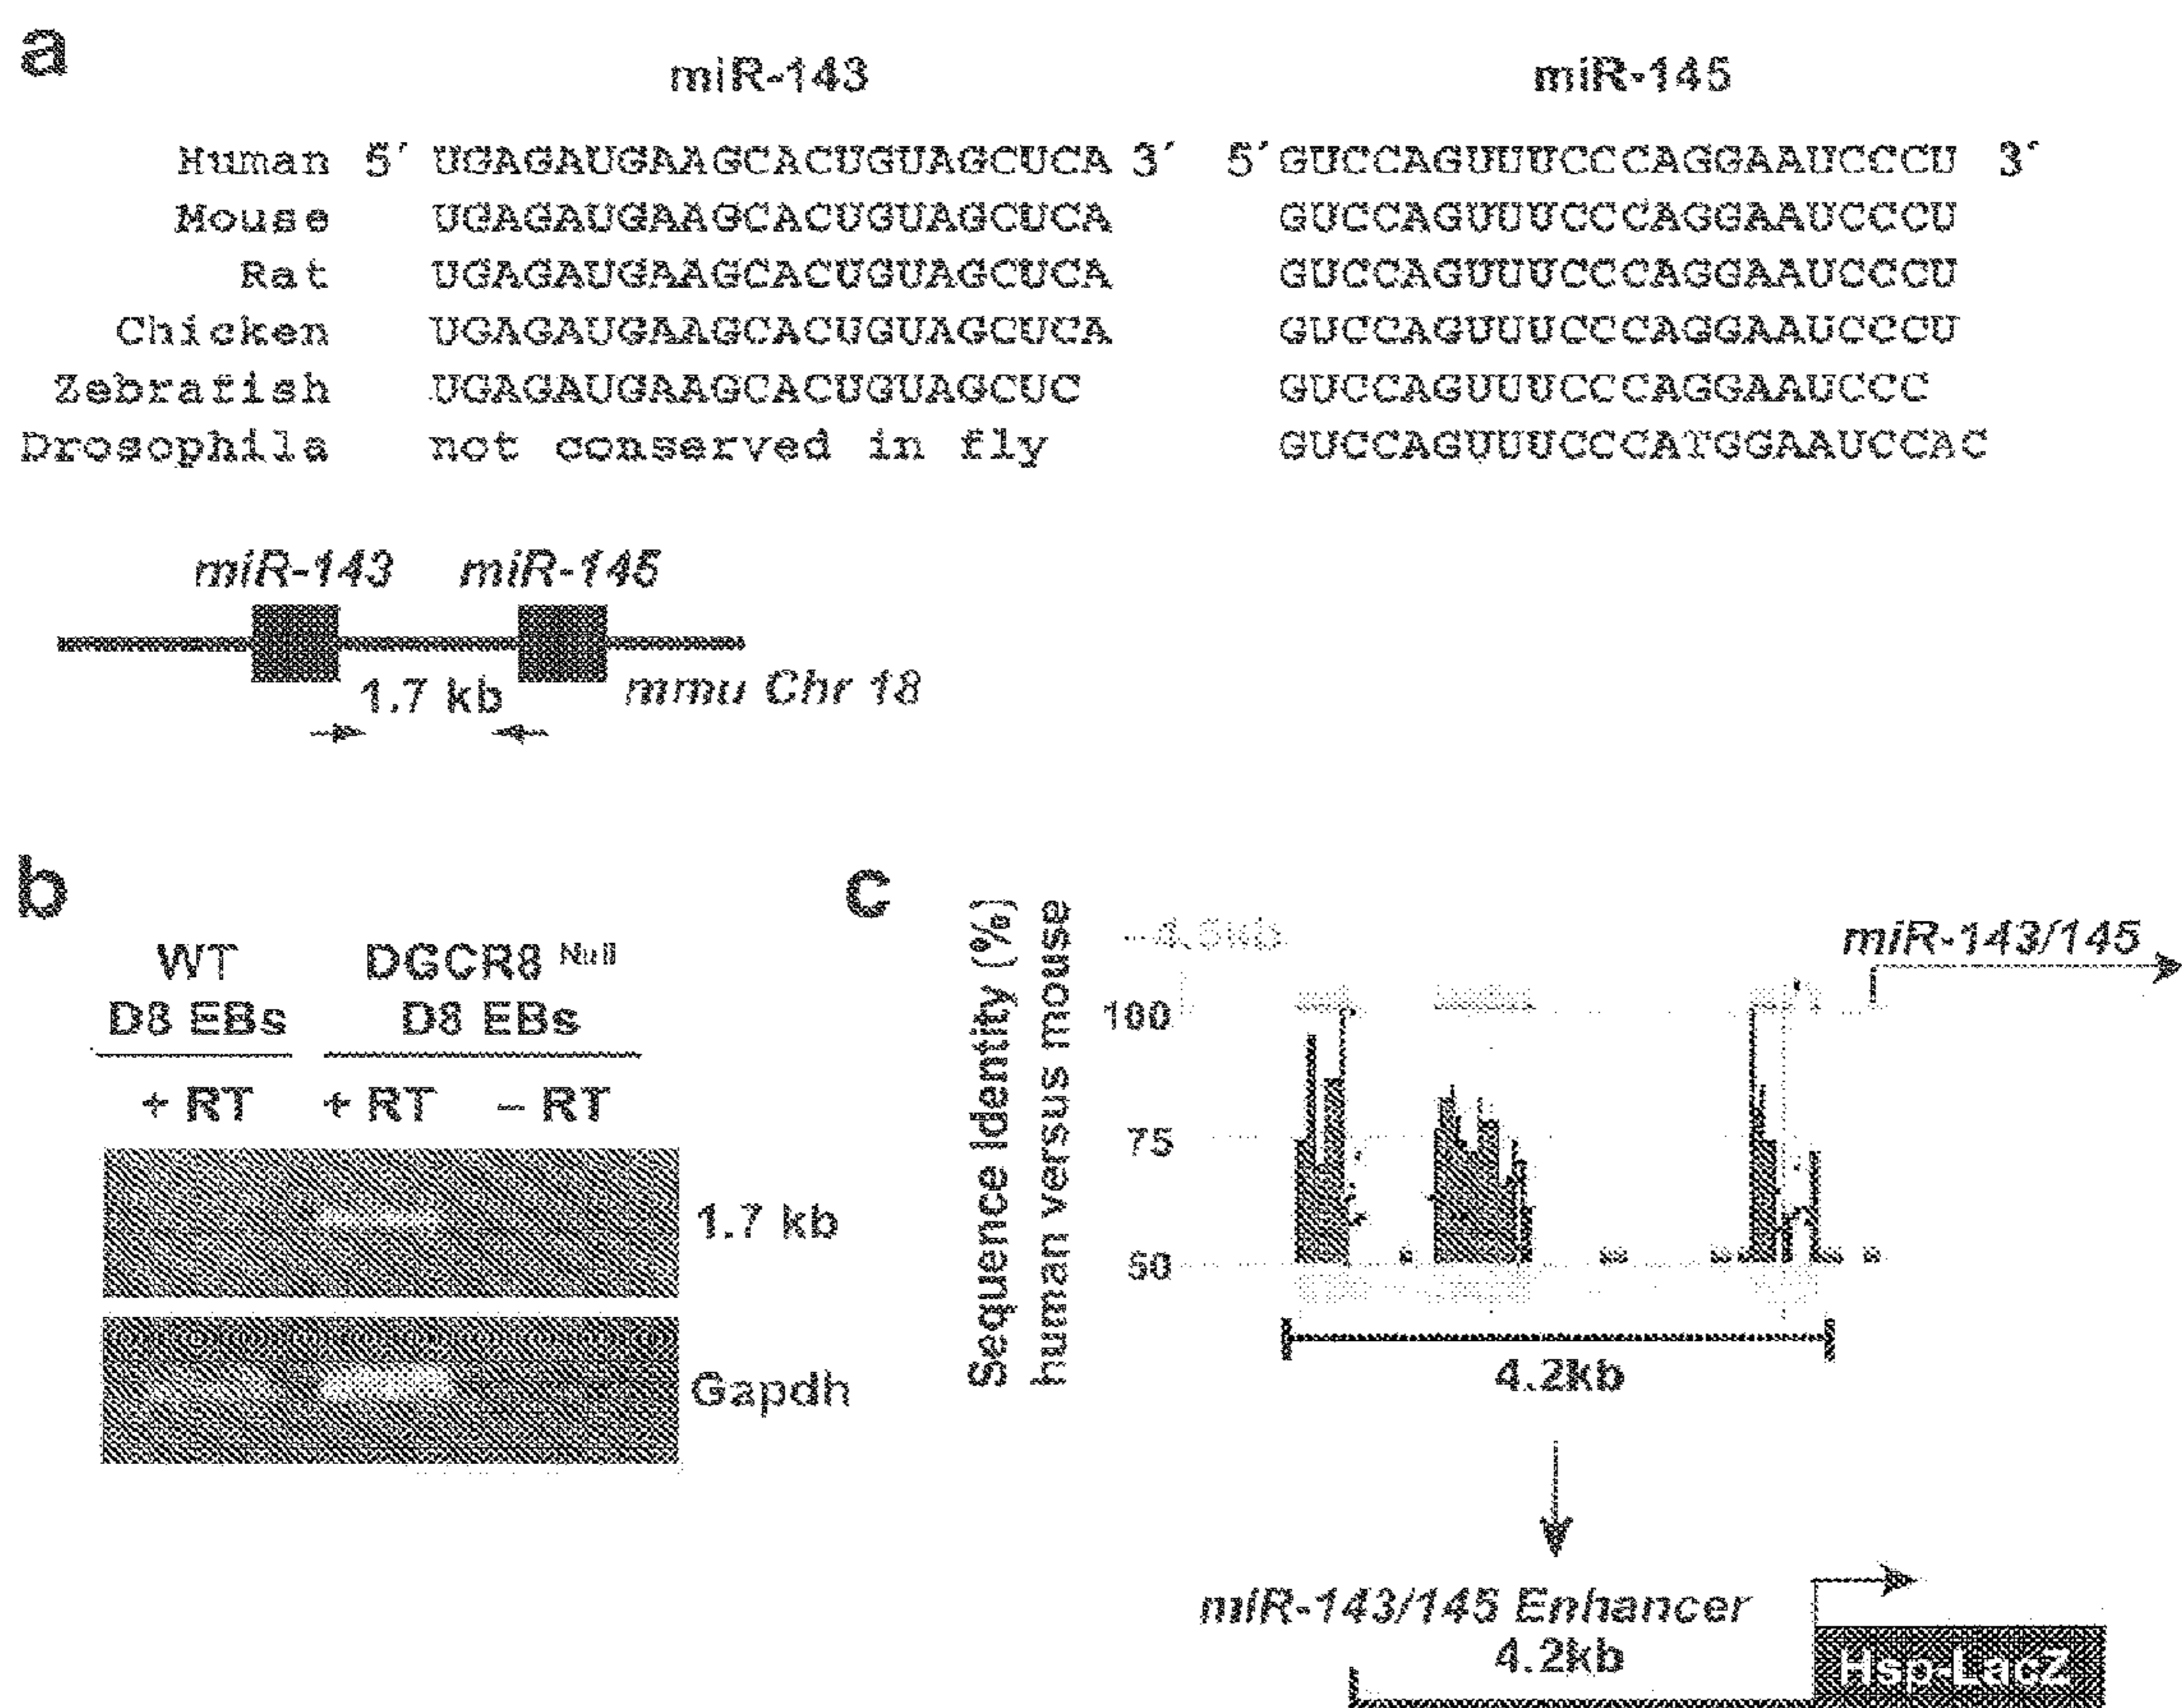 a
miR-143 miR-145
Human 5′ UGAGAUGAAGCACUGUAGCUCA 3′ 5′ GUCCAGUUUUCCCAGGAAUCCCU 3′
Mouse UGAGAUGAAGCACUGUAGCUCA GUCCAGUUUUCCCAGGAAUCCCU
Rat UGAGAUGAAGCACUGUAGCUCA GUCCAGUUUUCCCAGGAAUCCCU
Chicken UGAGAUGAAGCACUGUAGCUCA GUCCAGUUUUCCCAGGAAUCCCU
Zebrafish UGAGAUGAAGCACUGUAGCUC GUCCAGUUUUCCCAGGAAUCCC
Drosophila not conserved in fly GUCCAGUUUUCCCATGGAAUCCAC
miR-143 miR-145
1.7 kb mmu Chr 18
b
WT DGCR8 Null
D8 EBs D8 EBs
+ RT + RT – RT
1.7 kb
Gapdh
c
Sequence Identity (%)
human versus mouse
miR-143/145
100
75
50
4.2kb
miR-143/145 Enhancer
4.2kb
Hsp-LacZ